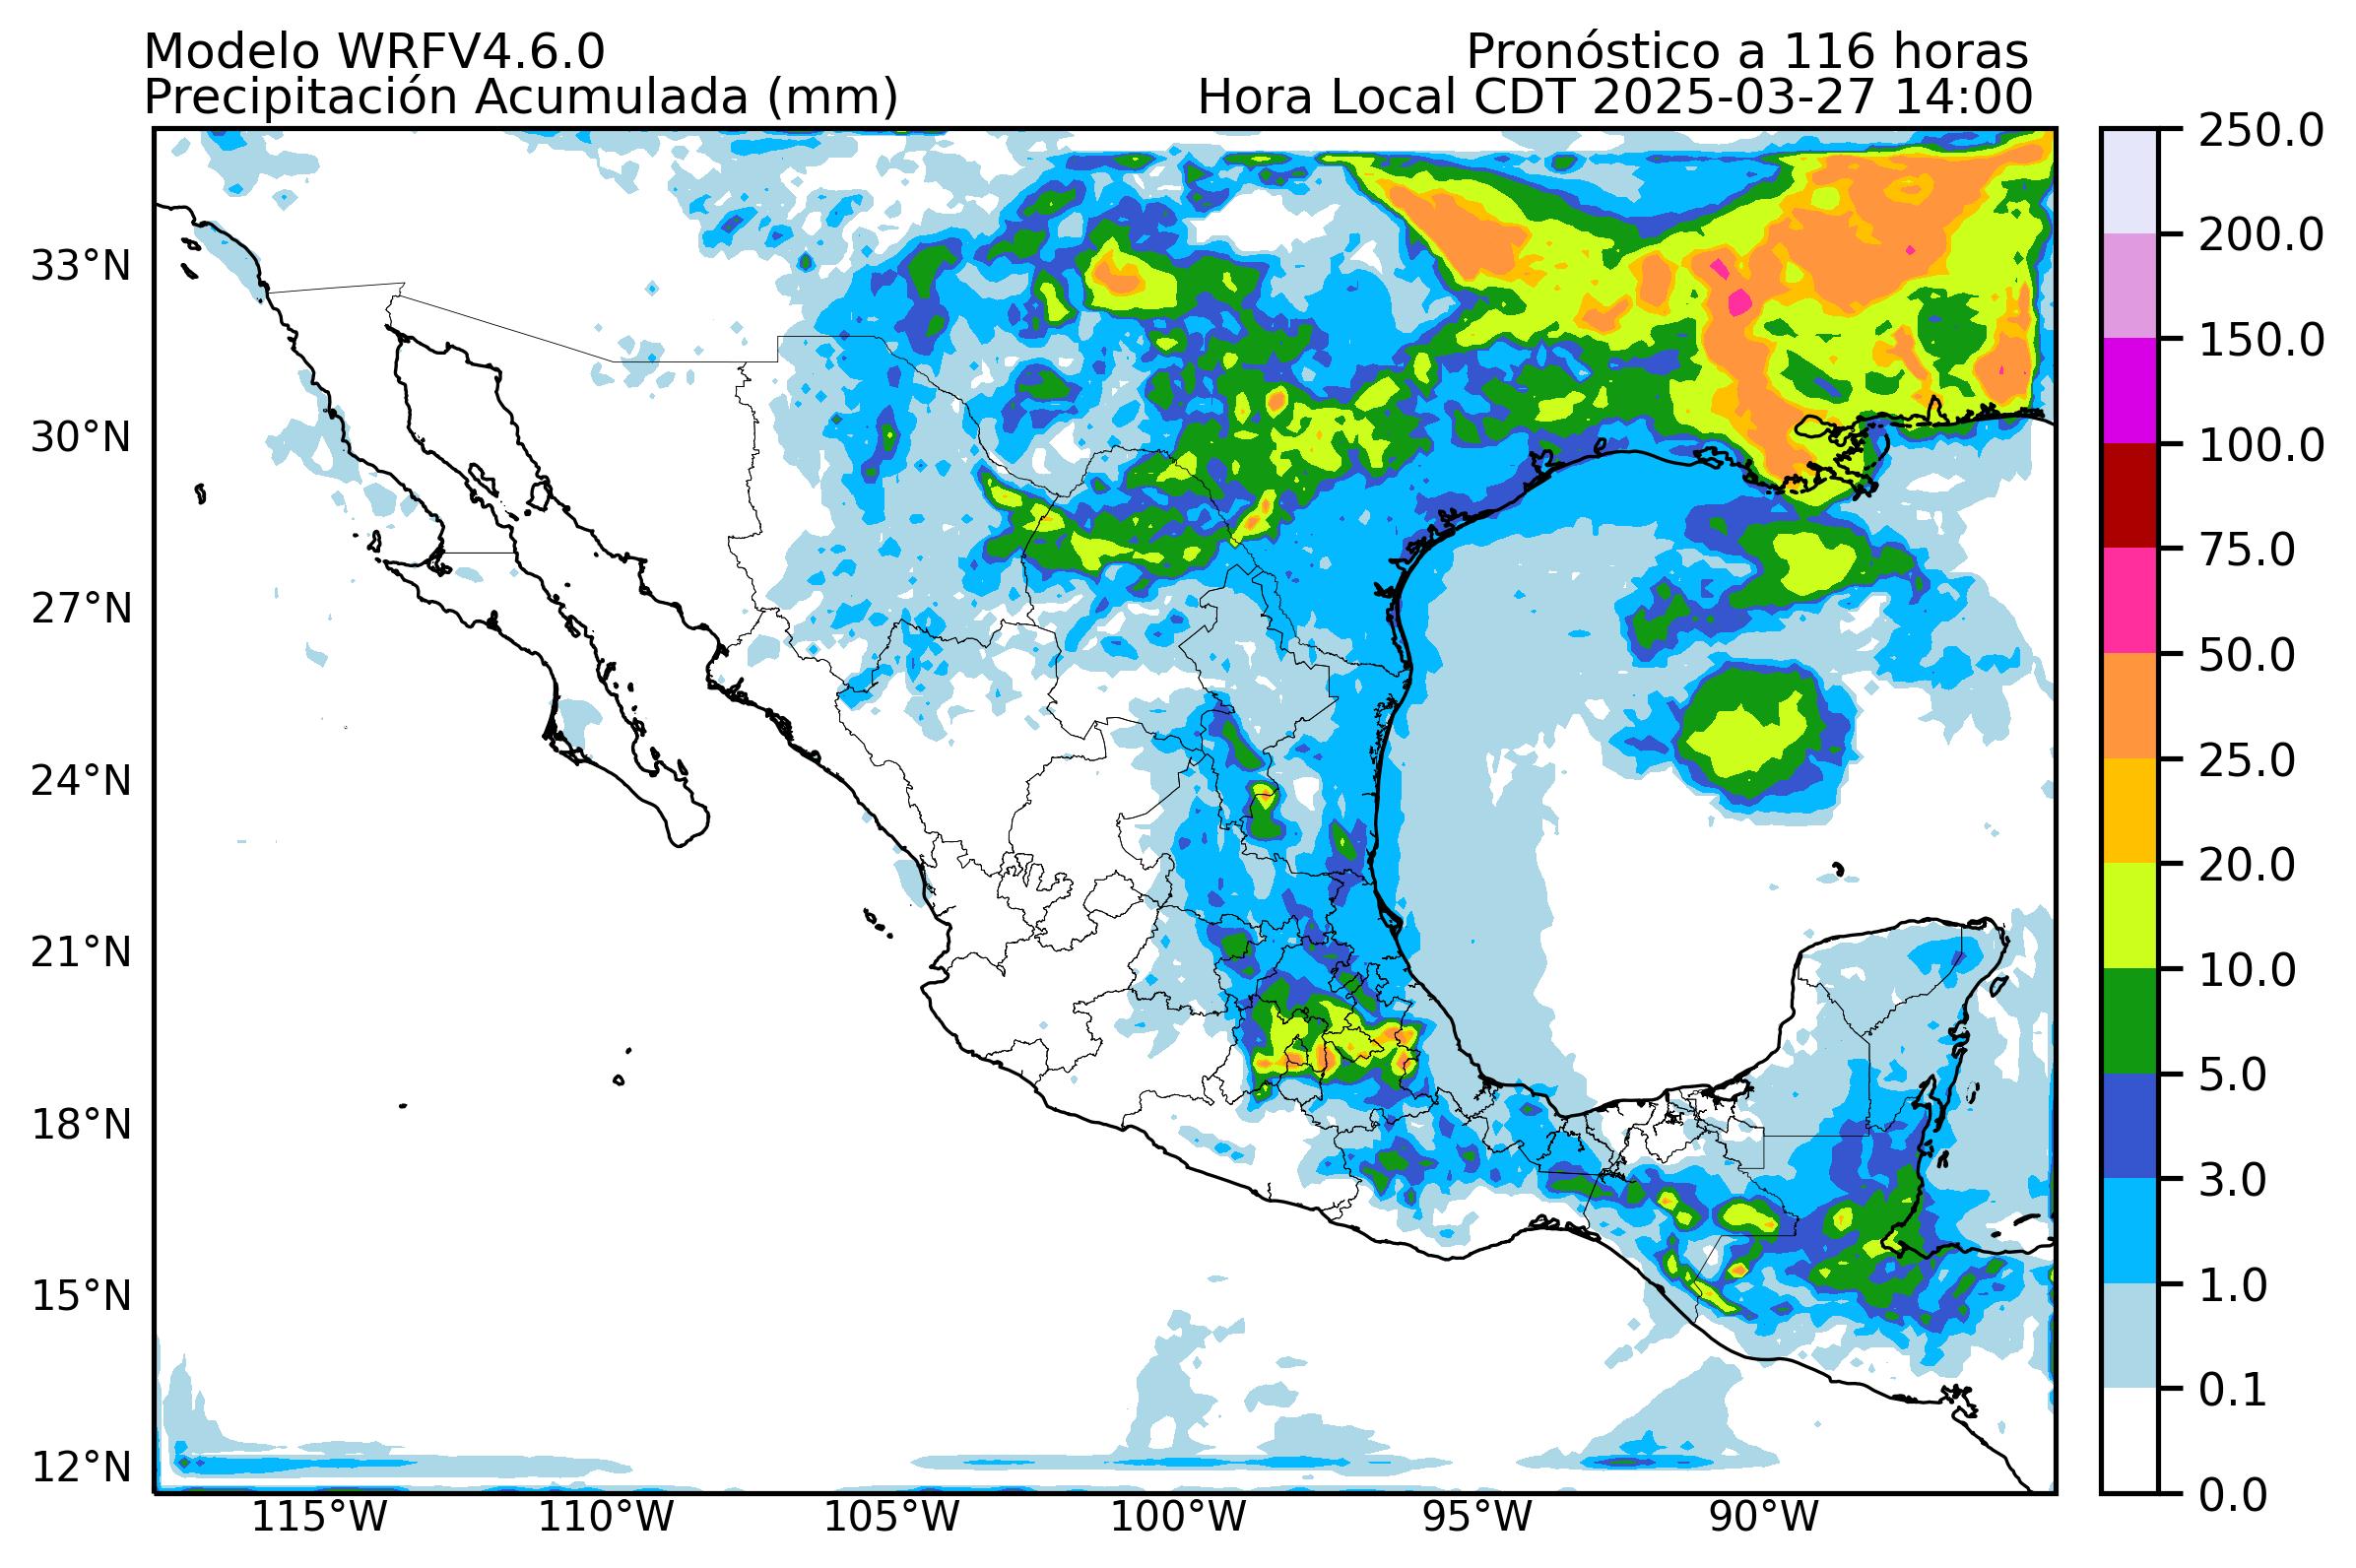 Modelo WRFV4.6.0
Pronóstico a 116 horas
Precipitación Acumulada (mm)
Hora Local CDT 2025-03-27 14:00
250.0
200.0
150.0
100.0
75.0
50.0
25.0
20.0
10.0
5.0
3.0
1.0
0.1
0.0
33°N
30°N
27°N
24°N
21°N
18°N
15°N
12°N
115°W
110°W
105°W
100°W
95°W
90°W